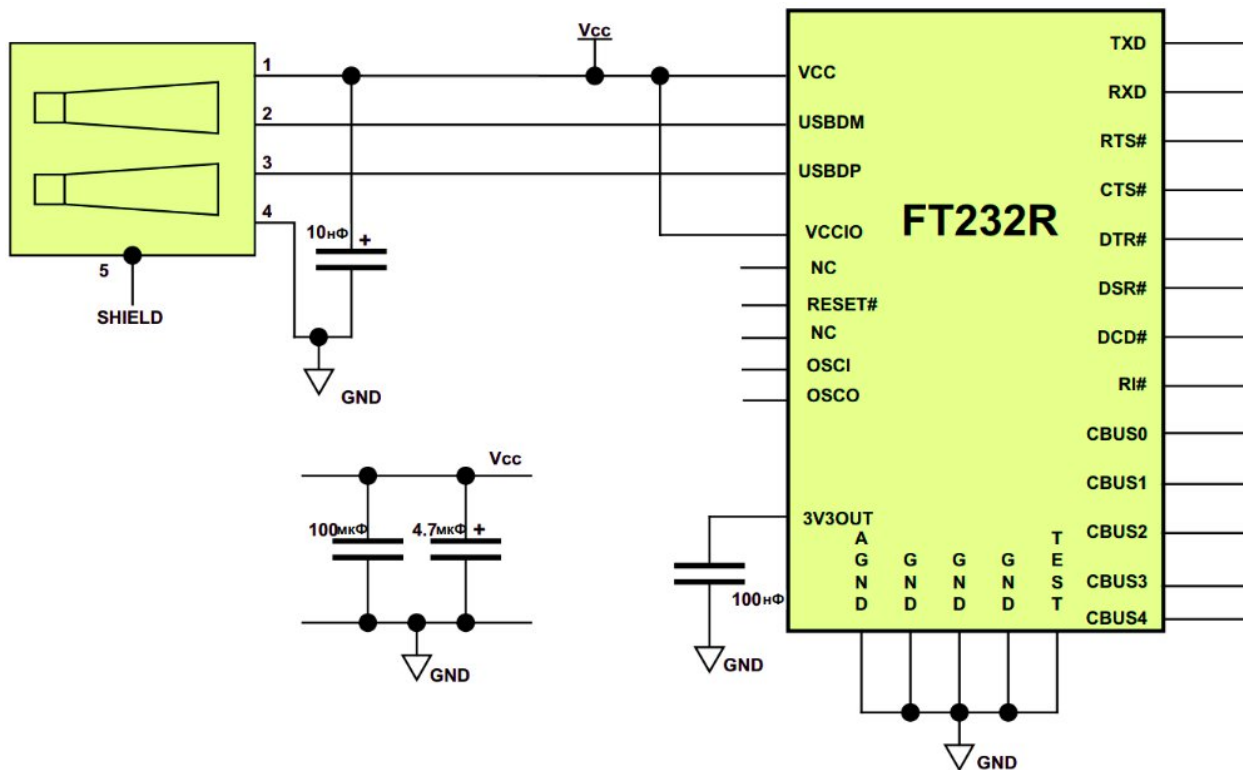 Vcc
1
2
3
4
5
SHIELD
10нФ +
GND
Vcc
100мкФ
4.7мкФ +
GND
FT232R
VCC
USBDM
USBDP
VCCIO
NC
RESET#
NC
OSCI
OSCO
3V3OUT
100нФ
GND
AGND
GND
GND
GND
TEST
GND
TXD
RXD
RTS#
CTS#
DTR#
DSR#
DCD#
RI#
CBUS0
CBUS1
CBUS2
CBUS3
CBUS4